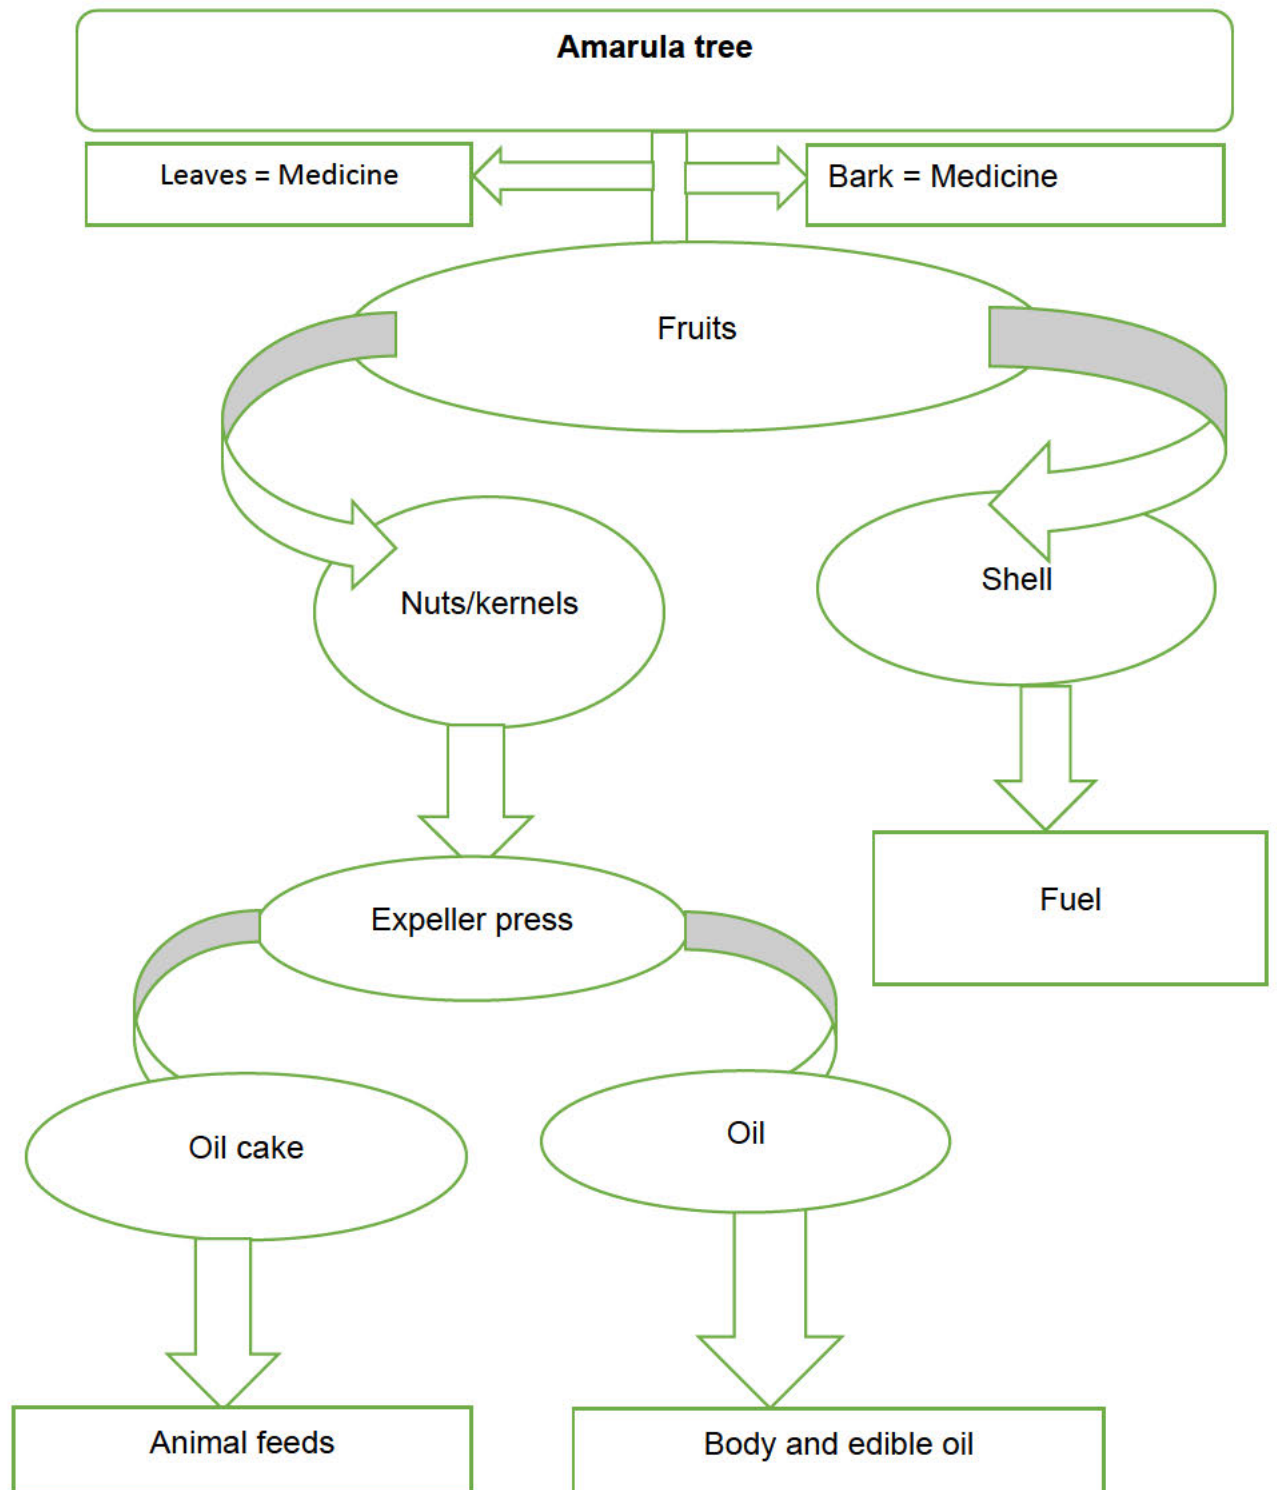 Amarula tree
Leaves = Medicine
Bark = Medicine
Fruits
Nuts/kernels
Shell
Expeller press
Fuel
Oil cake
Oil
Animal feeds
Body and edible oil